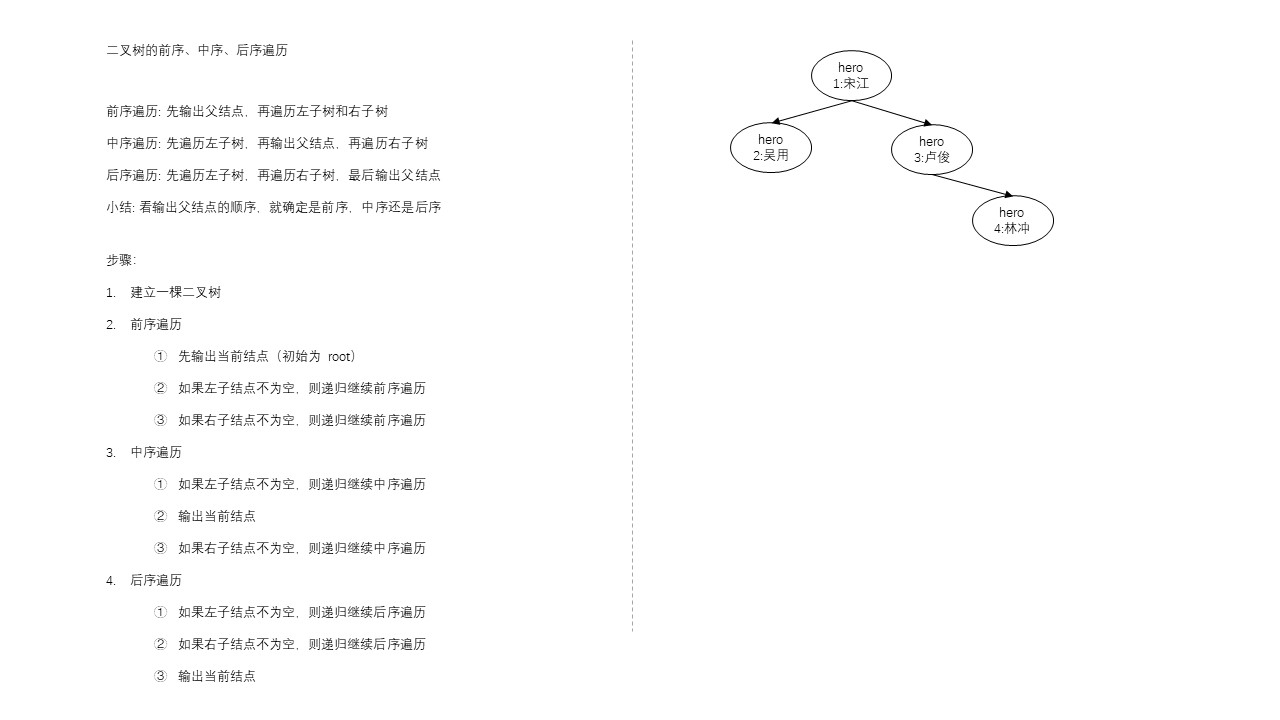 二叉树的前序、中序、后序遍历
前序遍历: 先输出父结点，再遍历左子树和右子树
中序遍历: 先遍历左子树，再输出父结点，再遍历右子树
后序遍历: 先遍历左子树，再遍历右子树，最后输出父结点
小结: 看输出父结点的顺序，就确定是前序，中序还是后序
步骤:
1. 建立一棵二叉树
2. 前序遍历
① 先输出当前结点（初始为 root）
② 如果左子结点不为空，则递归继续前序遍历
③ 如果右子结点不为空，则递归继续前序遍历
3. 中序遍历
① 如果左子结点不为空，则递归继续中序遍历
② 输出当前结点
③ 如果右子结点不为空，则递归继续中序遍历
4. 后序遍历
① 如果左子结点不为空，则递归继续后序遍历
② 如果右子结点不为空，则递归继续后序遍历
③ 输出当前结点
hero
1:宋江
hero
2:吴用
hero
3:卢俊
hero
4:林冲